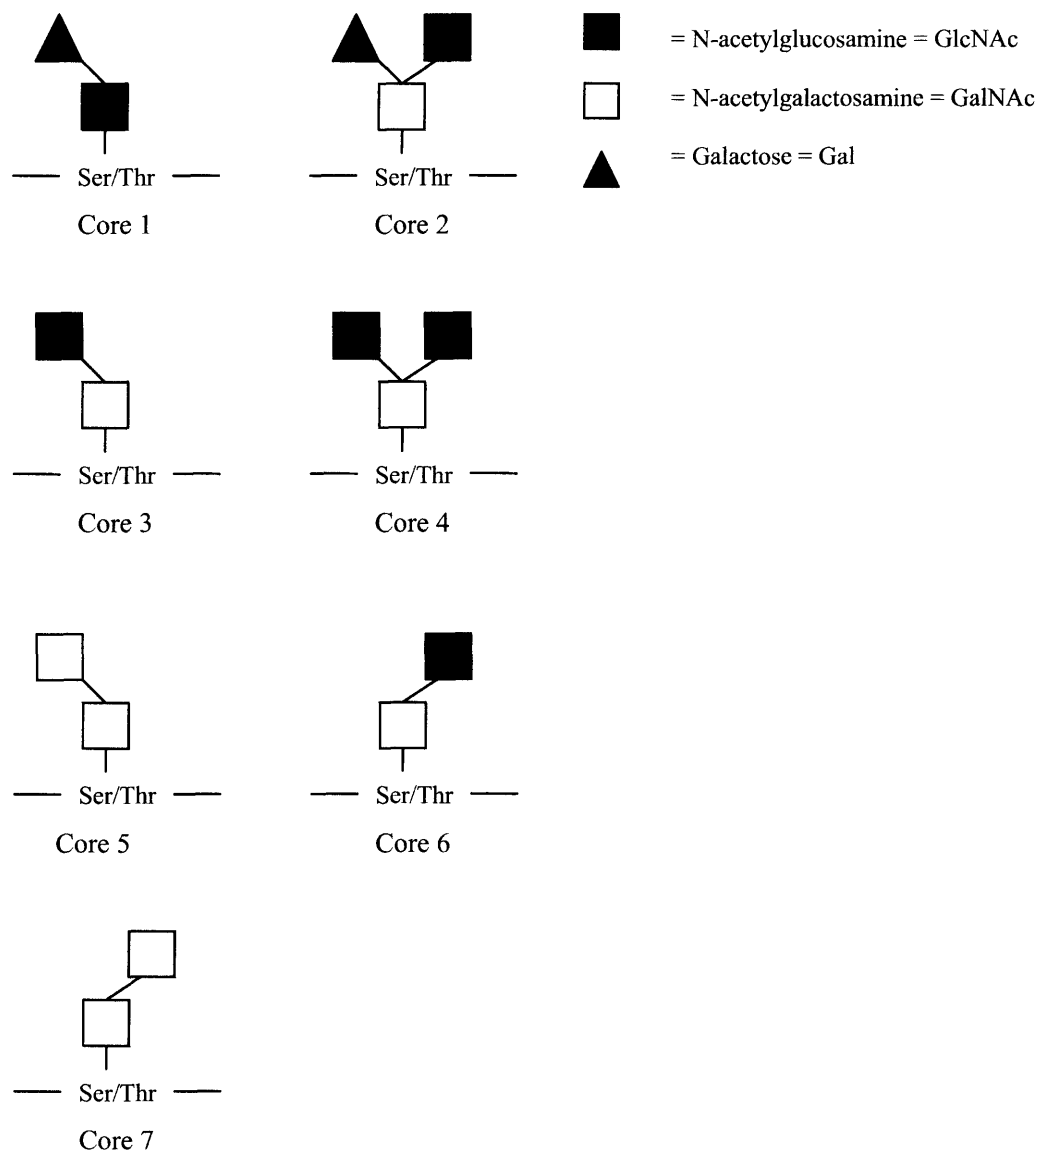 = N-acetylglucosamine = GlcNAc
= N-acetylgalactosamine = GalNAc
= Galactose = Gal
Ser/Thr Ser/Thr
Core 1 Core 2
Ser/Thr Ser/Thr
Core 3 Core 4
Ser/Thr Ser/Thr
Core 5 Core 6
Ser/Thr
Core 7